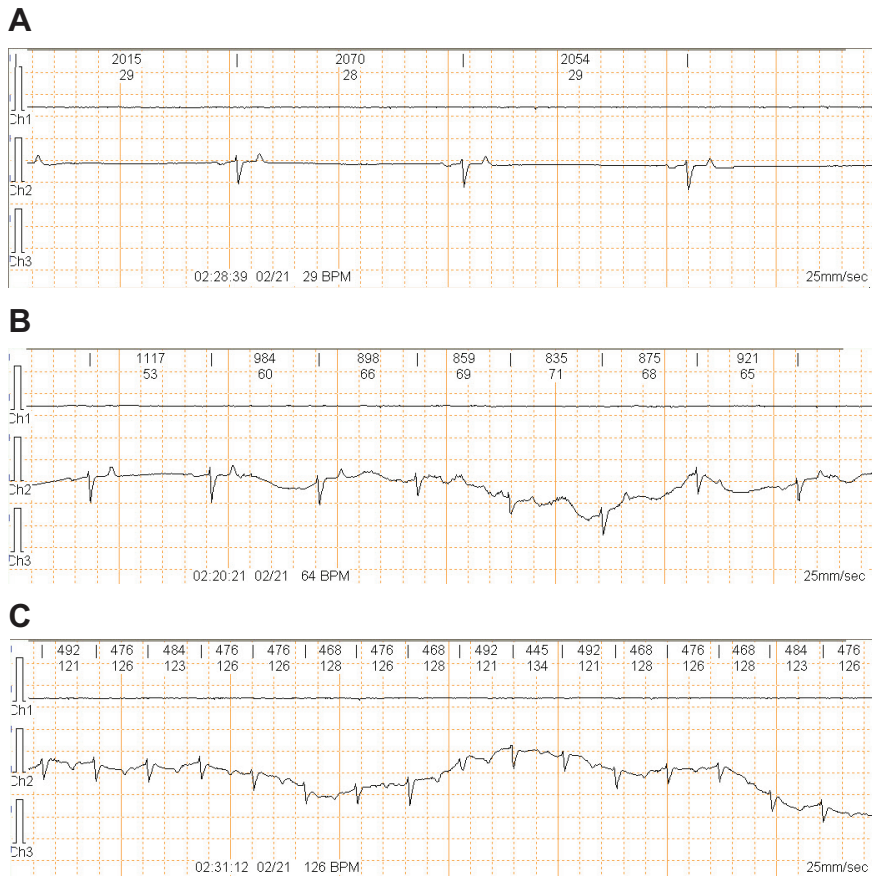 A
2015 2070 2054
29 28 29
Ch1
Ch2
Ch3
02:28:39 02/21 29 BPM 25mm/sec
B
1117 984 898 859 835 875 921
53 60 66 69 71 68 65
Ch1
Ch2
Ch3
02:20:21 02/21 64 BPM 25mm/sec
C
492 476 484 476 476 468 476 468 492 445 492 468 476 468 484 476
121 126 123 126 126 128 126 128 121 134 121 128 126 128 123 126
Ch1
Ch2
Ch3
02:31:12 02/21 126 BPM 25mm/sec